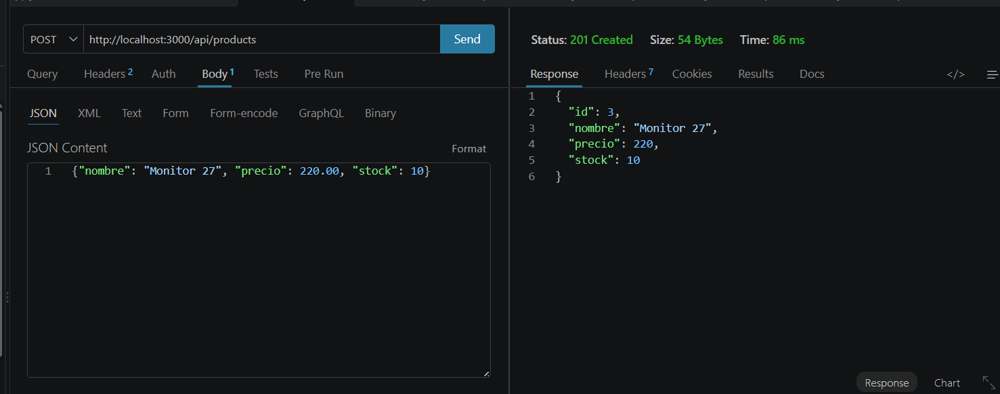 POST http://localhost:3000/api/products Send
Query Headers 2 Auth Body 1 Tests Pre Run
JSON XML Text Form Form-encode GraphQL Binary
JSON Content Format
1 {"nombre": "Monitor 27", "precio": 220.00, "stock": 10}
Status: 201 Created Size: 54 Bytes Time: 86 ms
Response Headers 7 Cookies Results Docs </>
1 {
2 "id": 3,
3 "nombre": "Monitor 27",
4 "precio": 220,
5 "stock": 10
6 }
Response Chart